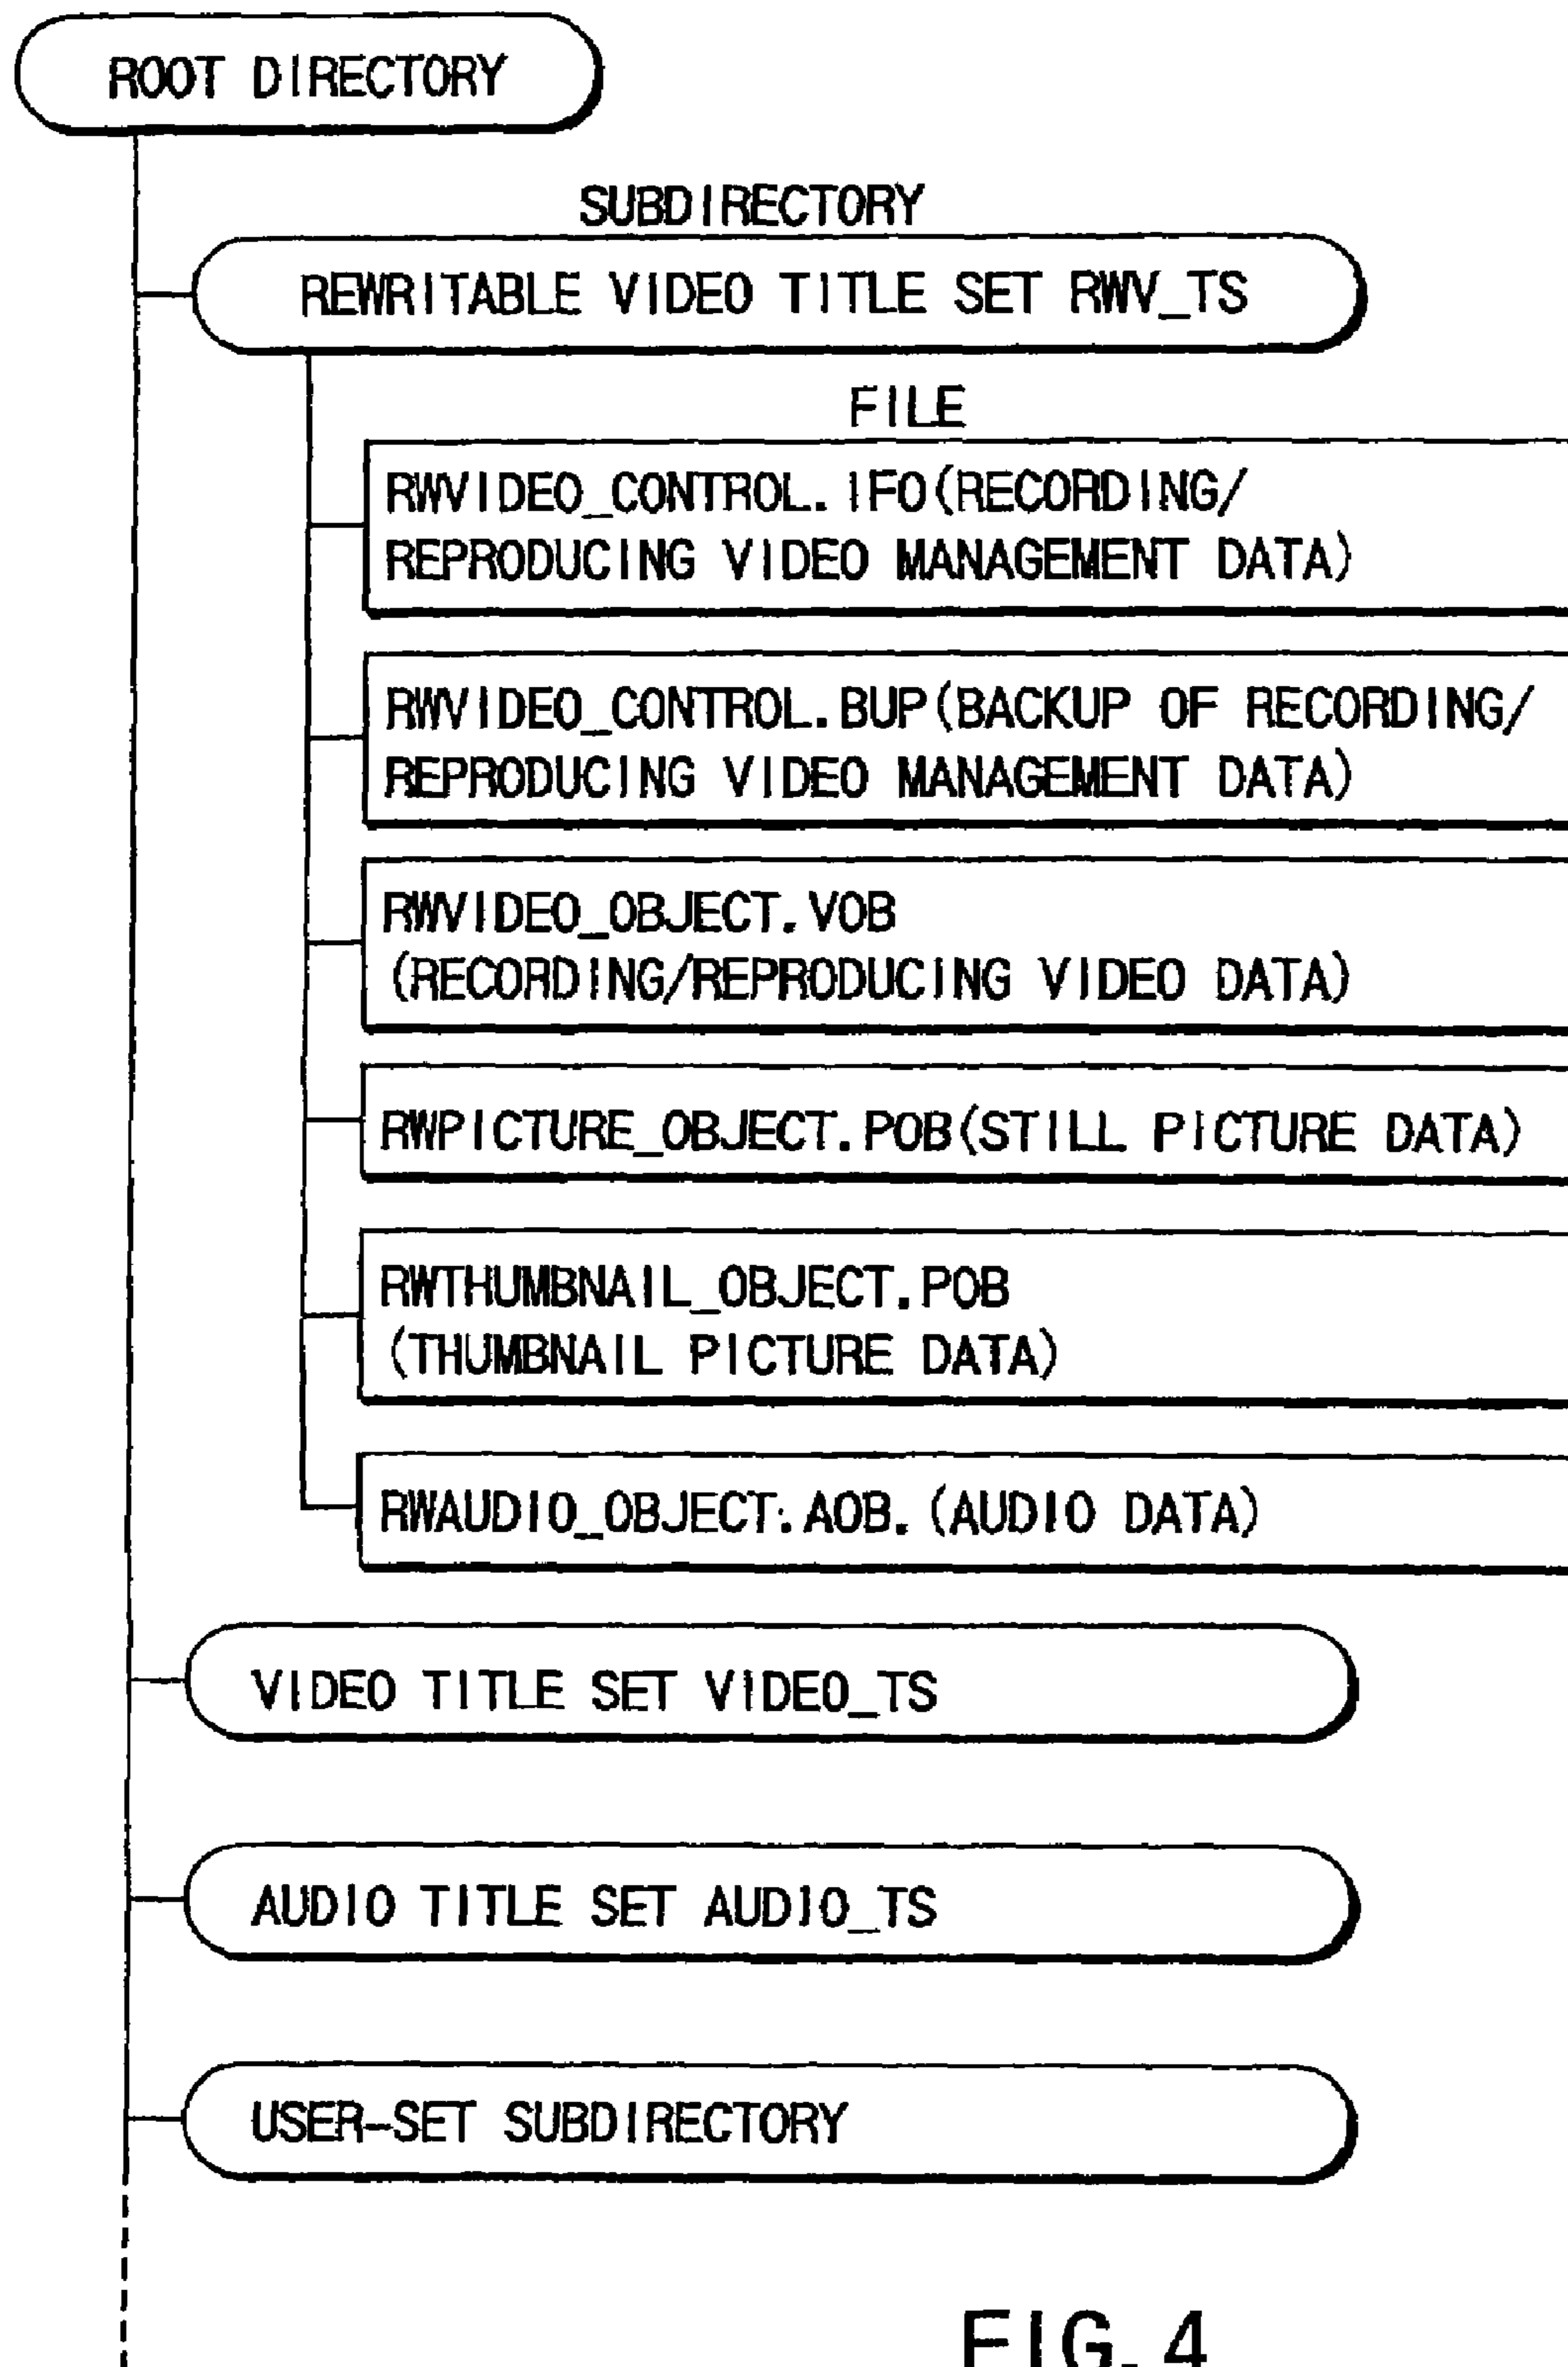 ROOT DIRECTORY
SUBDIRECTORY
REWRITABLE VIDEO TITLE SET RWV_TS
FILE
RWVIDEO_CONTROL.IFO(RECORDING/
REPRODUCING VIDEO MANAGEMENT DATA)
RWVIDEO_CONTROL.BUP(BACKUP OF RECORDING/
REPRODUCING VIDEO MANAGEMENT DATA)
RWVIDEO_OBJECT.VOB
(RECORDING/REPRODUCING VIDEO DATA)
RWPICTURE_OBJECT.POB(STILL PICTURE DATA)
RWTHUMBNAIL_OBJECT.POB
(THUMBNAIL PICTURE DATA)
RWAUDIO_OBJECT.AOB.(AUDIO DATA)
VIDEO TITLE SET VIDEO_TS
AUDIO TITLE SET AUDIO_TS
USER-SET SUBDIRECTORY
FIG.4